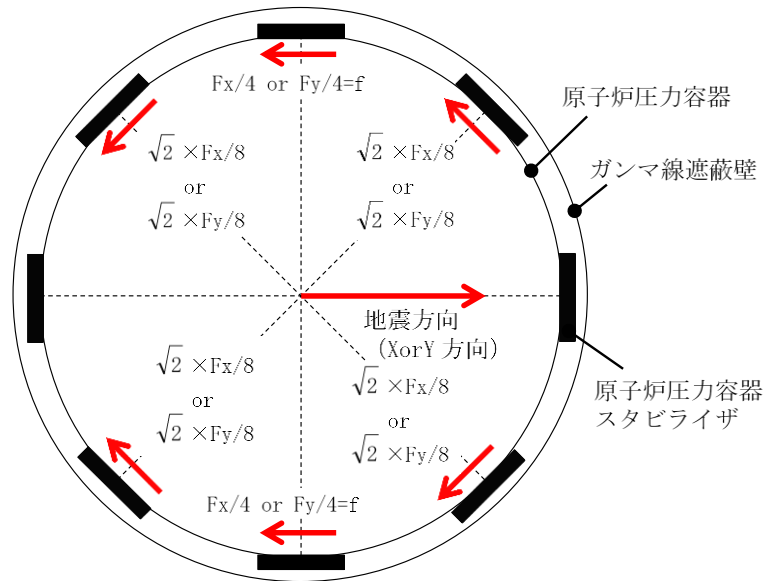 Fx/4 or Fy/4=f
原子炉圧力容器
ガンマ線遮蔽壁
√2 ×Fx/8
or
√2 ×Fy/8
√2 ×Fx/8
or
√2 ×Fy/8
地震方向
（XorY 方向）
√2 ×Fx/8
or
√2 ×Fy/8
√2 ×Fx/8
or
√2 ×Fy/8
原子炉圧力容器
スタビライザ
Fx/4 or Fy/4=f